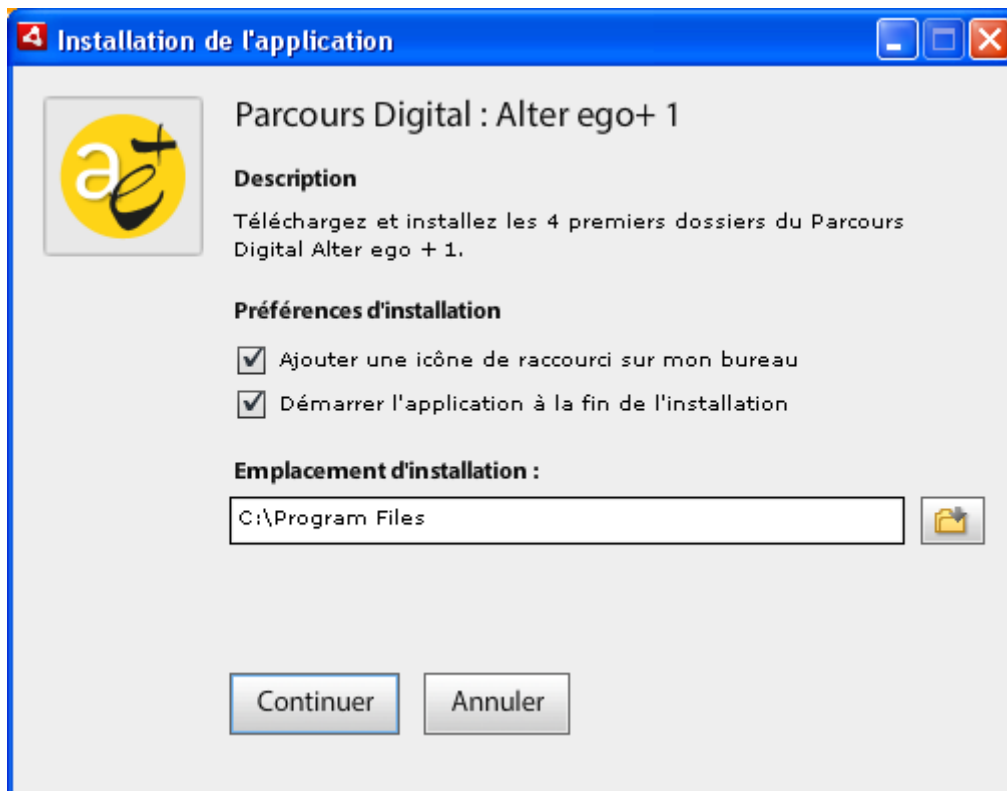 Installation de l'application
ae+
Parcours Digital : Alter ego+ 1
Description
Téléchargez et installez les 4 premiers dossiers du Parcours
Digital Alter ego + 1.
Préférences d'installation
Ajouter une icône de raccourci sur mon bureau
Démarrer l'application à la fin de l'installation
Emplacement d'installation :
C:\Program Files
Continuer
Annuler